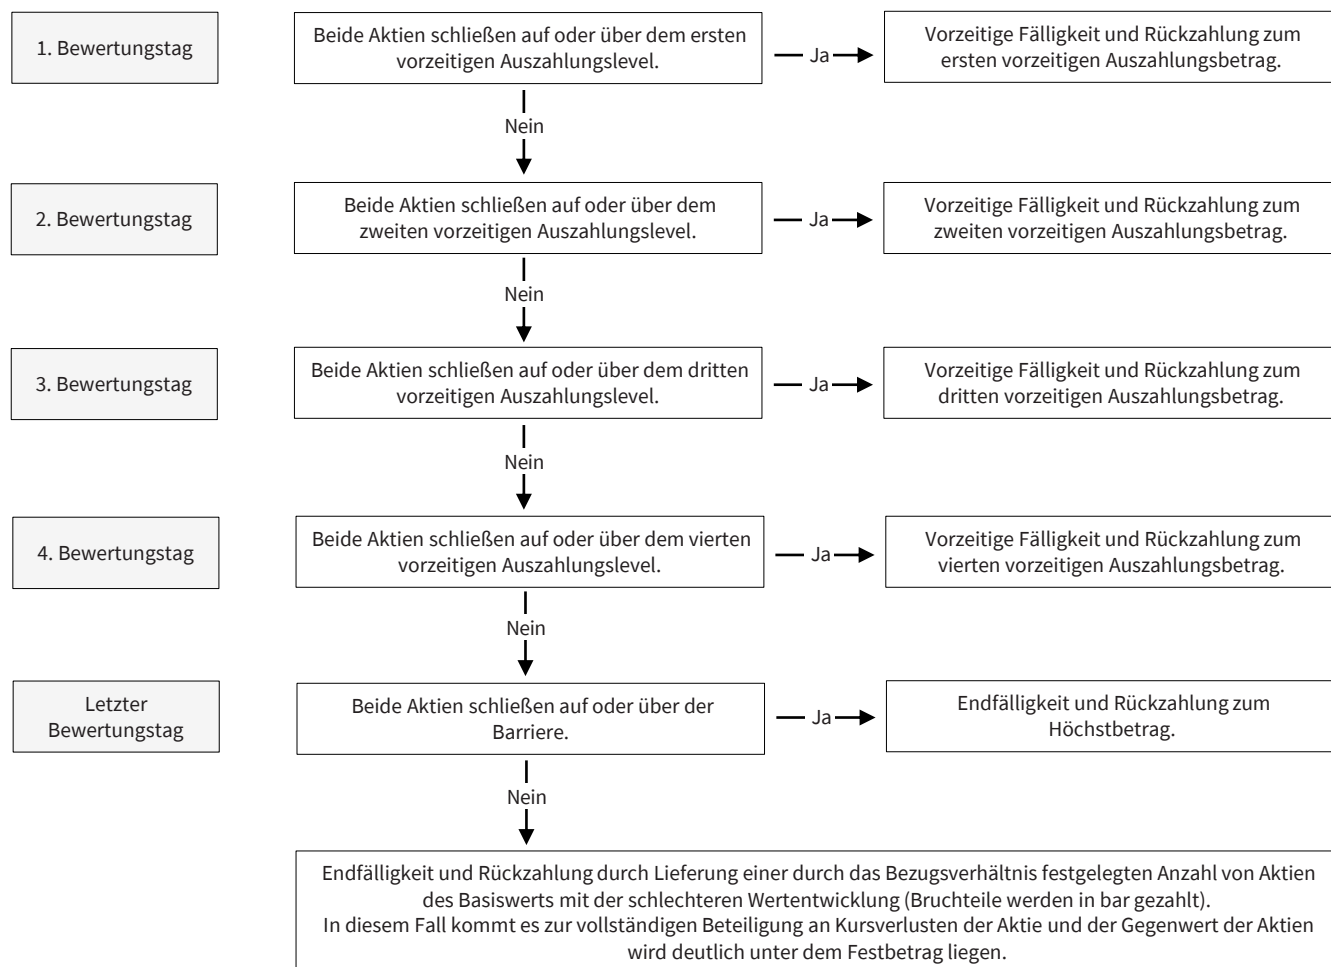 1. Bewertungstag
Beide Aktien schließen auf oder über dem ersten
vorzeitigen Auszahlungslevel.
Ja
Vorzeitige Fälligkeit und Rückzahlung zum
ersten vorzeitigen Auszahlungsbetrag.
Nein
2. Bewertungstag
Beide Aktien schließen auf oder über dem
zweiten vorzeitigen Auszahlungslevel.
Ja
Vorzeitige Fälligkeit und Rückzahlung zum
zweiten vorzeitigen Auszahlungsbetrag.
Nein
3. Bewertungstag
Beide Aktien schließen auf oder über dem dritten
vorzeitigen Auszahlungslevel.
Ja
Vorzeitige Fälligkeit und Rückzahlung zum
dritten vorzeitigen Auszahlungsbetrag.
Nein
4. Bewertungstag
Beide Aktien schließen auf oder über dem vierten
vorzeitigen Auszahlungslevel.
Ja
Vorzeitige Fälligkeit und Rückzahlung zum
vierten vorzeitigen Auszahlungsbetrag.
Nein
Letzter
Bewertungstag
Beide Aktien schließen auf oder über der
Barriere.
Ja
Endfälligkeit und Rückzahlung zum
Höchstbetrag.
Nein
Endfälligkeit und Rückzahlung durch Lieferung einer durch das Bezugsverhältnis festgelegten Anzahl von Aktien
des Basiswerts mit der schlechteren Wertentwicklung (Bruchteile werden in bar gezahlt).
In diesem Fall kommt es zur vollständigen Beteiligung an Kursverlusten der Aktie und der Gegenwert der Aktien
wird deutlich unter dem Festbetrag liegen.